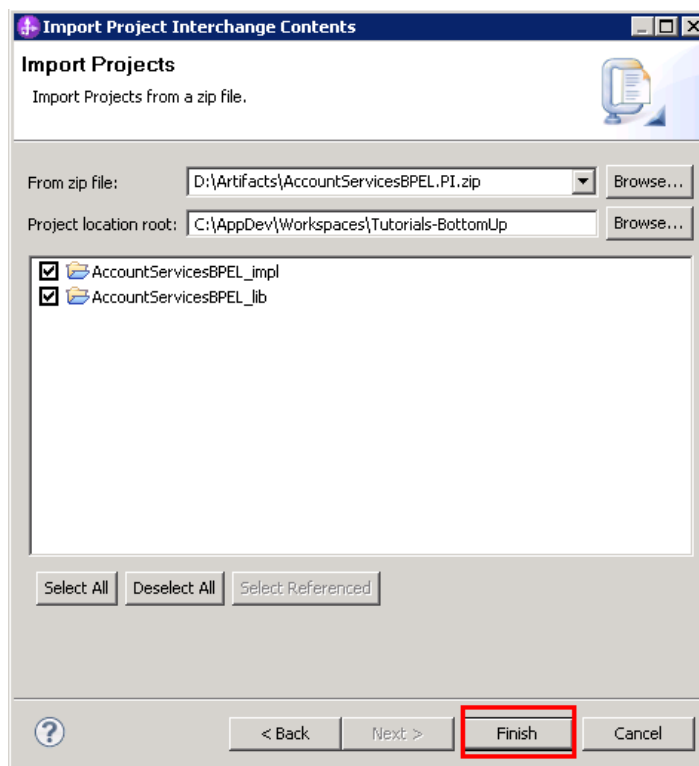 Import Project Interchange Contents
Import Projects
Import Projects from a zip file.
From zip file: D:\Artifacts\AccountServicesBPEL.PI.zip Browse...
Project location root: C:\AppDev\Workspaces\Tutorials-BottomUp Browse...
AccountServicesBPEL_impl
AccountServicesBPEL_lib
Select All Deselect All Select Referenced
? < Back Next > Finish Cancel